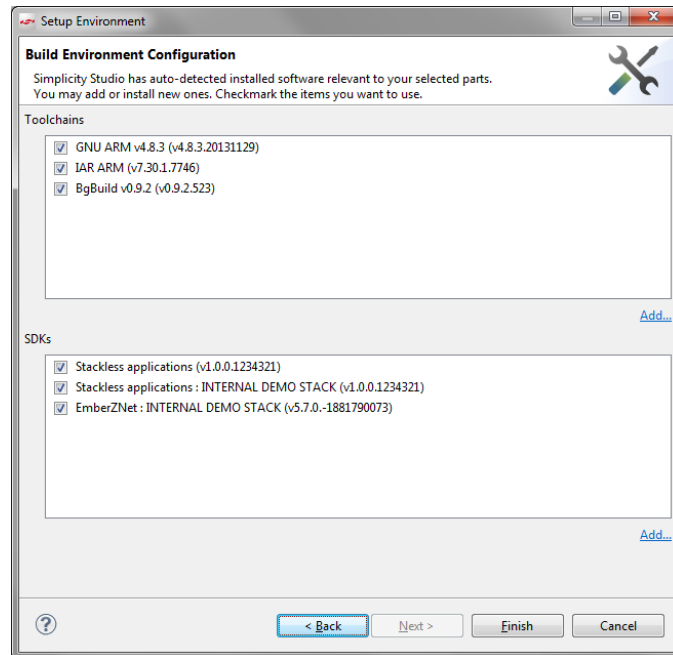 Setup Environment
Build Environment Configuration
Simplicity Studio has auto-detected installed software relevant to your selected parts.
You may add or install new ones. Checkmark the items you want to use.
Toolchains
GNU ARM v4.8.3 (v4.8.3.20131129)
IAR ARM (v7.30.1.7746)
BgBuild v0.9.2 (v0.9.2.523)
Add...
SDKs
Stackless applications (v1.0.0.1234321)
Stackless applications : INTERNAL DEMO STACK (v1.0.0.1234321)
EmberZNet : INTERNAL DEMO STACK (v5.7.0.-1881790073)
Add...
? < Back Next > Finish Cancel